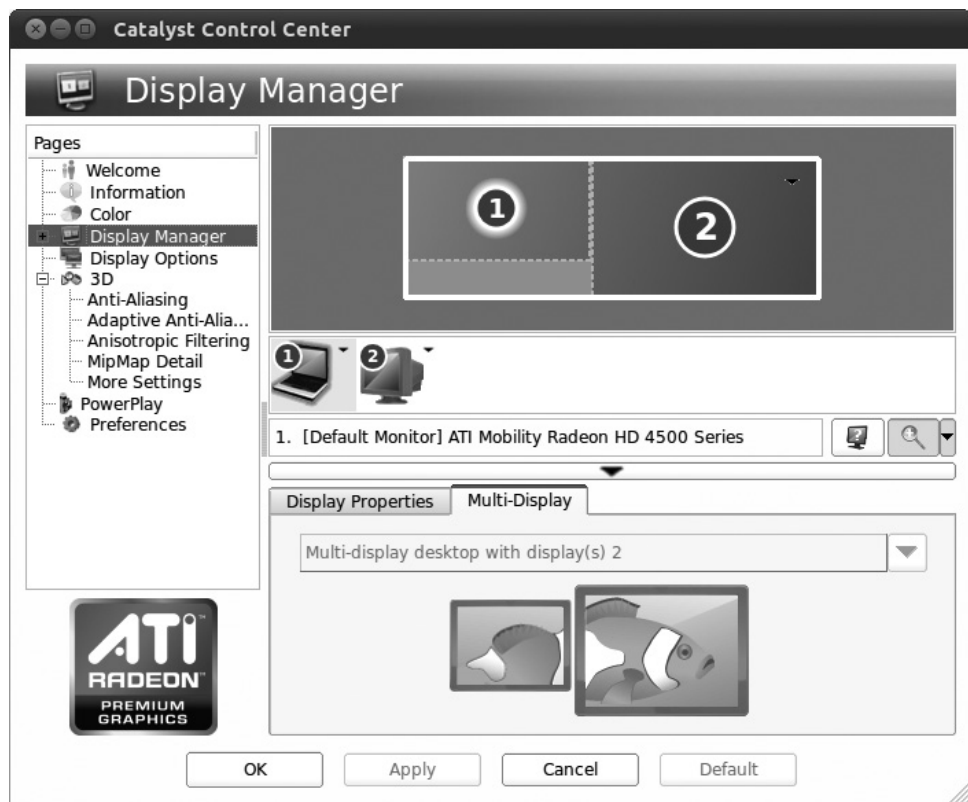 Catalyst Control Center
Display Manager
Pages
Welcome
Information
Color
Display Manager
Display Options
3D
Anti-Aliasing
Adaptive Anti-Alia...
Anisotropic Filtering
MipMap Detail
More Settings
PowerPlay
Preferences
1
2
1
2
1. [Default Monitor] ATI Mobility Radeon HD 4500 Series
Display Properties
Multi-Display
Multi-display desktop with display(s) 2
ATI™
RADEON™
PREMIUM
GRAPHICS
OK
Apply
Cancel
Default